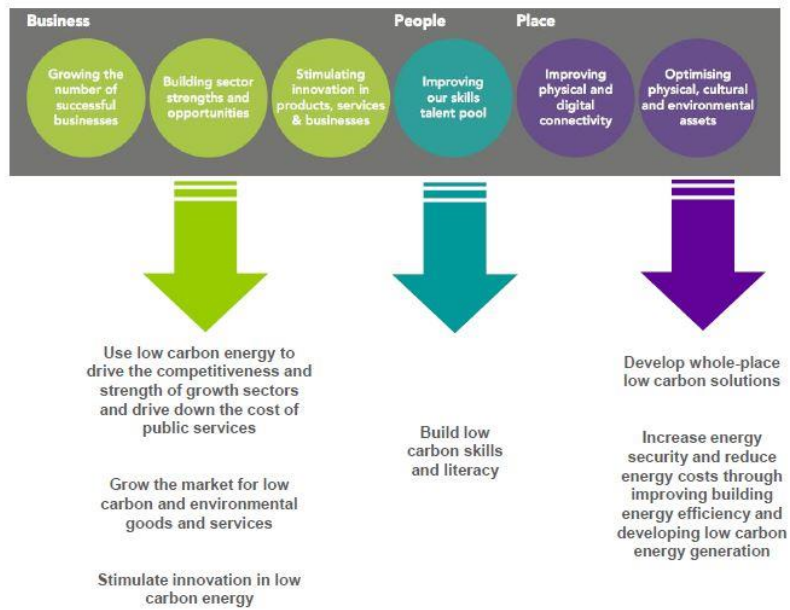 Business
People
Place
Growing the
number of
successful
businesses
Building sector
strengths and
opportunities
Stimulating
innovation in
products, services
& businesses
Improving
our skills
talent pool
Improving
physical and
digital
connectivity
Optimising
physical, cultural
and environmental
assets
Use low carbon energy to
drive the competitiveness and
strength of growth sectors
and drive down the cost of
public services
Grow the market for low
carbon and environmental
goods and services
Stimulate innovation in low
carbon energy
Build low
carbon skills
and literacy
Develop whole-place
low carbon solutions
Increase energy
security and reduce
energy costs through
improving building
energy efficiency and
developing low carbon
energy generation